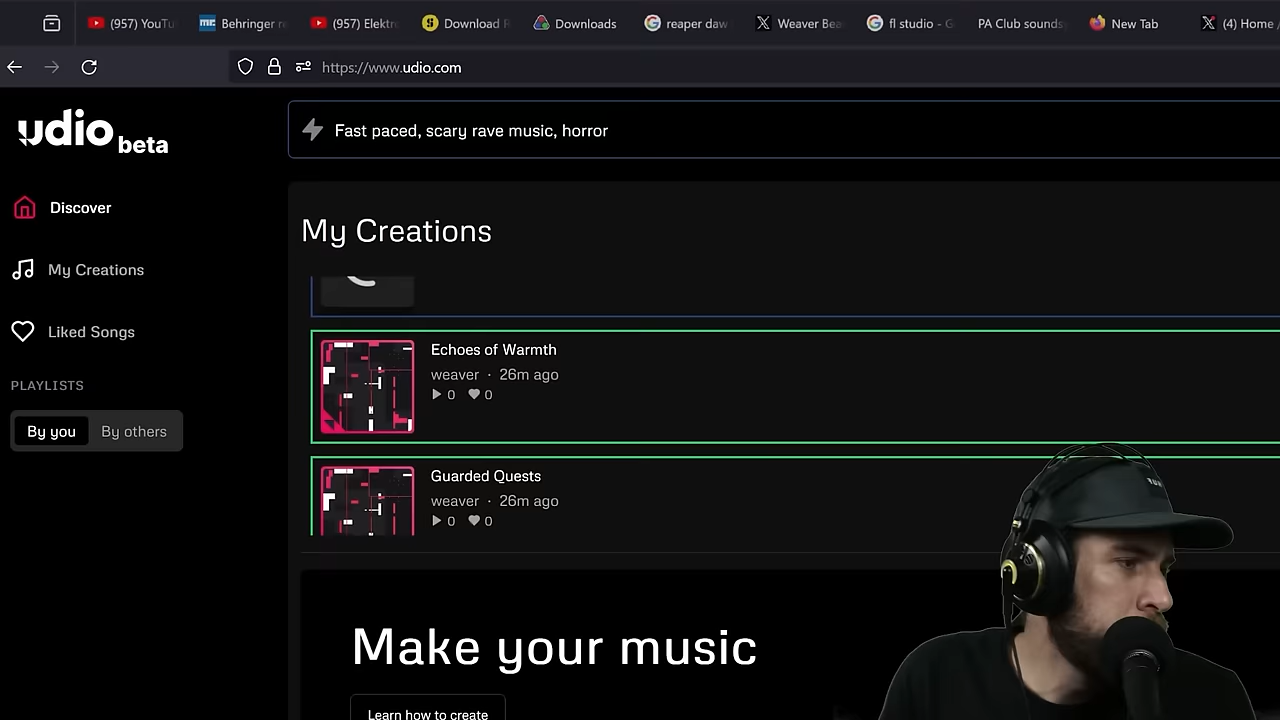 (957) YouTu
Behringer
(957) Elektr
Download
Downloads
reaper daw
Weaver Bea
fl studio - G
PA Club sounds
New Tab
(4) Home
https://www.udio.com
udio beta
Fast paced, scary rave music, horror
Discover
My Creations
Liked Songs
PLAYLISTS
By you
By others
My Creations
Echoes of Warmth
weaver · 26m ago
0 0
Guarded Quests
weaver · 26m ago
0 0
Make your music
Learn how to create